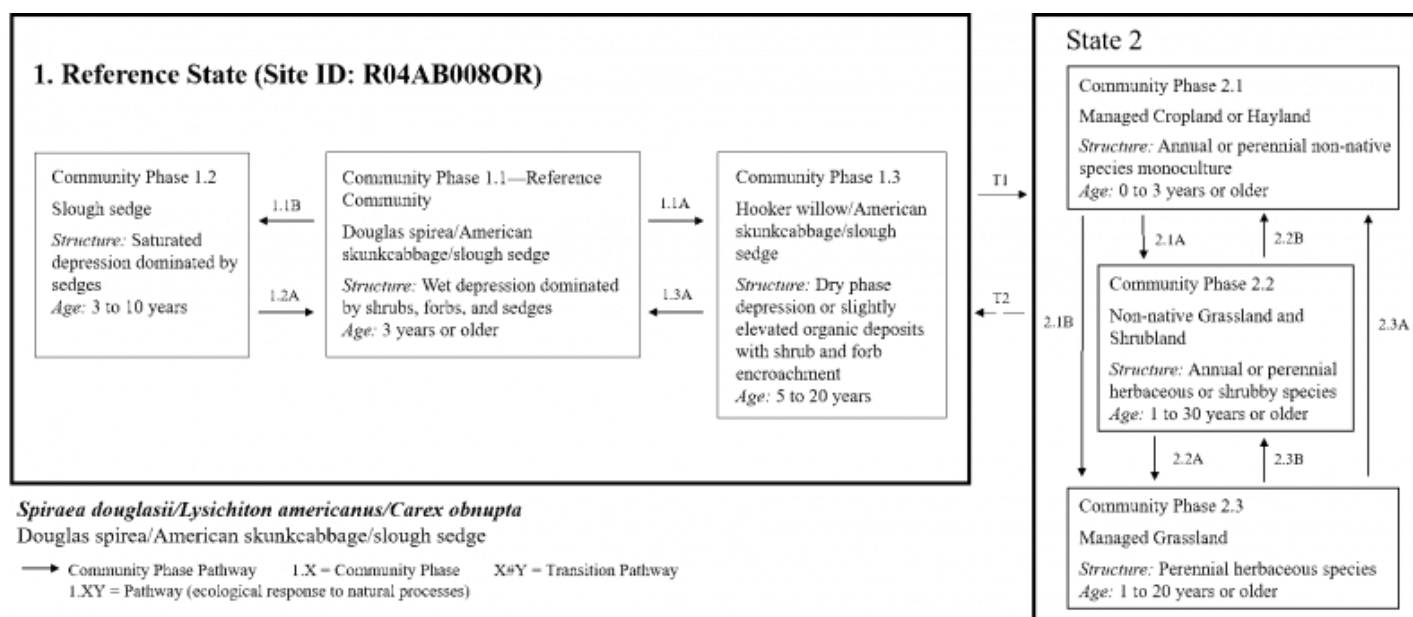 1. Reference State (Site ID: R04AB008OR)
Community Phase 1.2
Slough sedge
Structure: Saturated
depression dominated by
sedges
Age: 3 to 10 years
1.1B
1.2A
Community Phase 1.1—Reference
Community
Douglas spirea/American
skunkcabbage/slough sedge
Structure: Wet depression dominated
by shrubs, forbs, and sedges
Age: 3 years or older
1.1A
1.3A
Community Phase 1.3
Hooker willow/American
skunkcabbage/slough
sedge
Structure: Dry phase
depression or slightly
elevated organic deposits
with shrub and forb
encroachment
Age: 5 to 20 years
T1
T2
State 2
Community Phase 2.1
Managed Cropland or Hayland
Structure: Annual or perennial non-native
species monoculture
Age: 0 to 3 years or older
2.1A
2.2B
Community Phase 2.2
Non-native Grassland and
Shrubland
Structure: Annual or perennial
herbaceous or shrubby species
Age: 1 to 30 years or older
2.1B
2.3A
2.2A
2.3B
Community Phase 2.3
Managed Grassland
Structure: Perennial herbaceous species
Age: 1 to 20 years or older
Spiraea douglasii/Lysichiton americanus/Carex obnupta
Douglas spirea/American skunkcabbage/slough sedge
Community Phase Pathway 1.X = Community Phase X#Y = Transition Pathway
1.XY = Pathway (ecological response to natural processes)